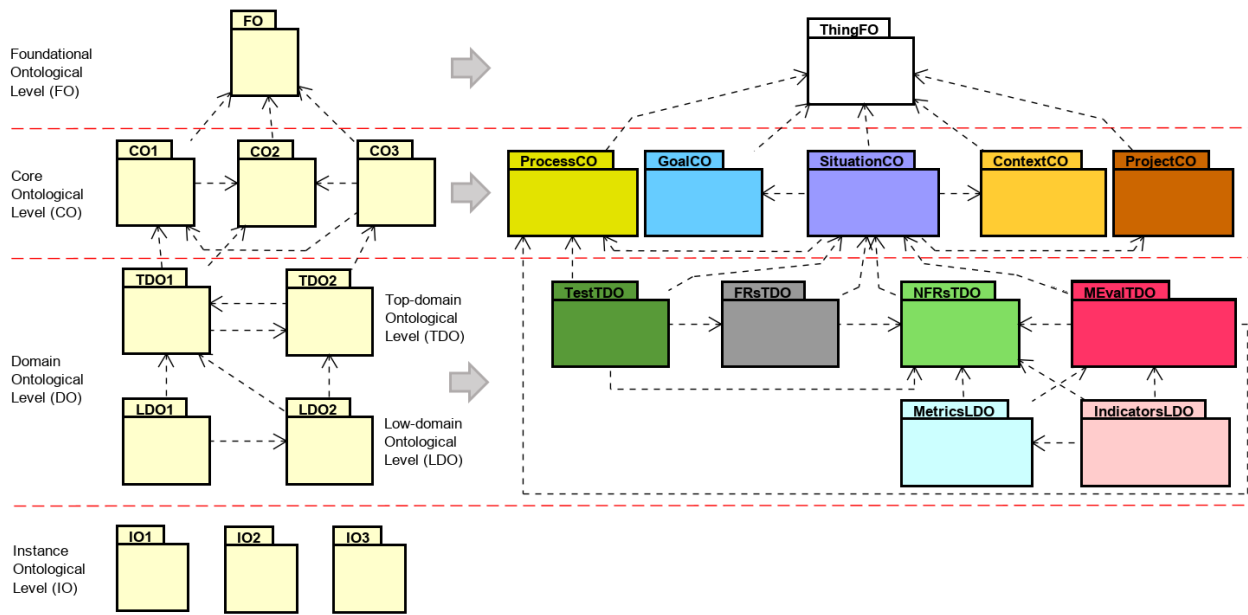 FO
ThingFO
Foundational
Ontological
Level (FO)
CO1
CO2
CO3
ProcessCO
GoalCO
SituationCO
ContextCO
ProjectCO
Core
Ontological
Level (CO)
TDO1
TDO2
Top-domain
Ontological
Level (TDO)
TestTDO
FRsTDO
NFRsTDO
MEvalTDO
Domain
Ontological
Level (DO)
LDO1
LDO2
Low-domain
Ontological
Level (LDO)
MetricsLDO
IndicatorsLDO
Instance
Ontological
Level (IO)
IO1
IO2
IO3